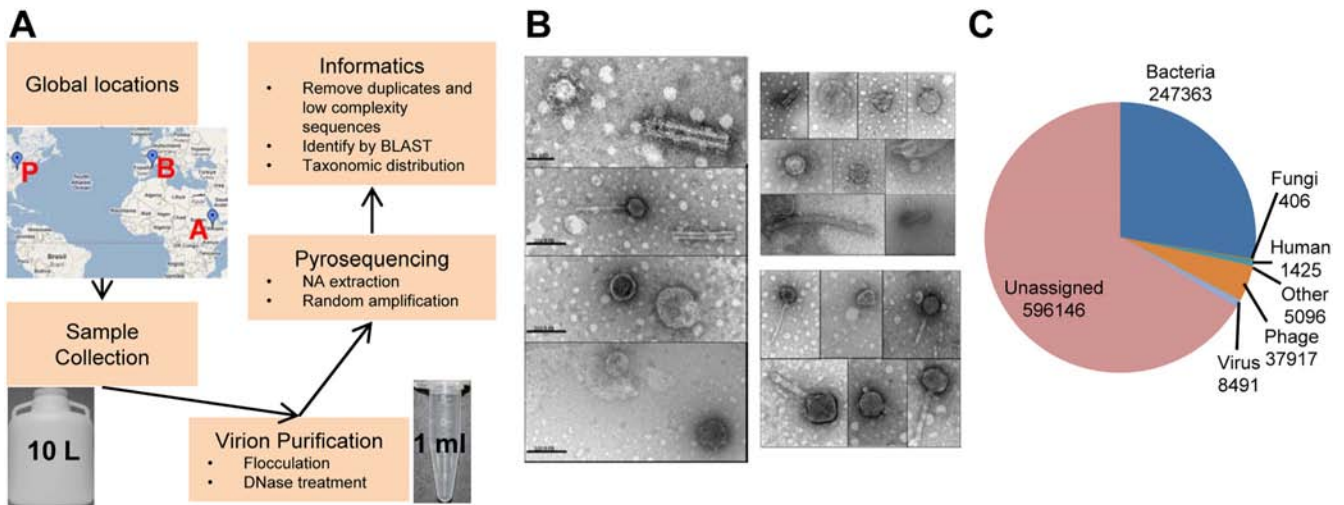 A
Global locations
P
B
A
Brasil
Sample
Collection
10 L
Virion Purification
• Flocculation
• DNase treatment
1 ml
Pyrosequencing
• NA extraction
• Random amplification
Informatics
• Remove duplicates and
low complexity
sequences
• Identify by BLAST
• Taxonomic distribution
B
C
Bacteria
247363
Fungi
406
Human
1425
Other
5096
Phage
37917
Virus
8491
Unassigned
596146